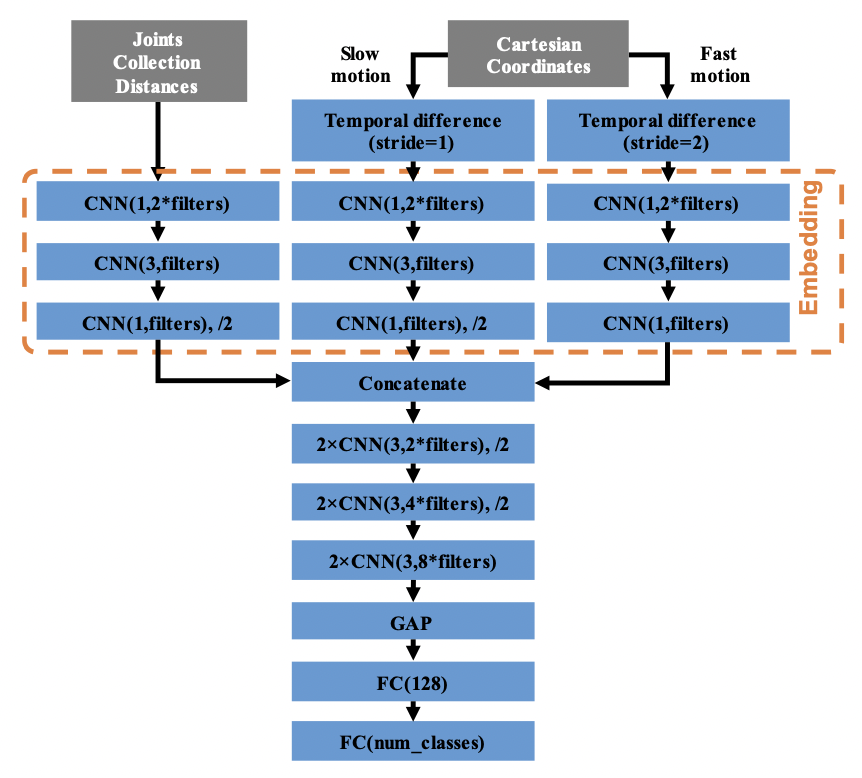 Joints
Collection
Distances
Slow
motion
Cartesian
Coordinates
Fast
motion
Temporal difference
(stride=1)
Temporal difference
(stride=2)
CNN(1,2*filters)
CNN(1,2*filters)
CNN(1,2*filters)
CNN(3,filters)
CNN(3,filters)
CNN(3,filters)
CNN(1,filters), /2
CNN(1,filters), /2
CNN(1,filters)
Embedding
Concatenate
2×CNN(3,2*filters), /2
2×CNN(3,4*filters), /2
2×CNN(3,8*filters)
GAP
FC(128)
FC(num_classes)